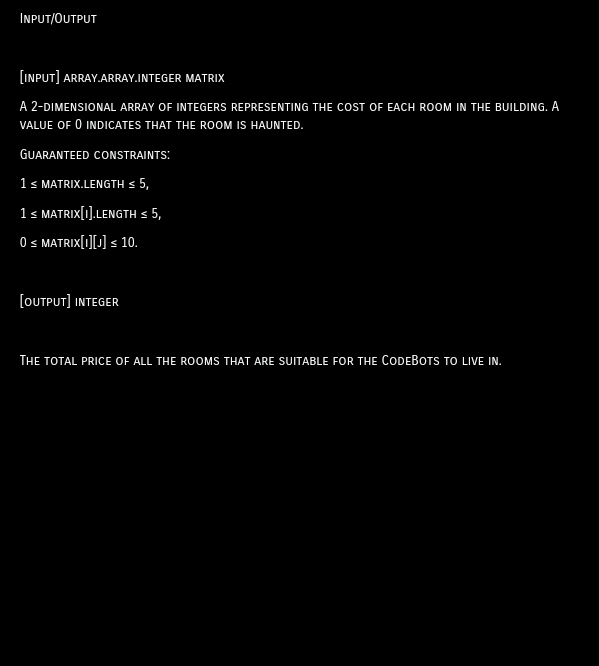 Input/Output
[input] array.array.integer matrix
A 2-dimensional array of integers representing the cost of each room in the building. A
value of 0 indicates that the room is haunted.
Guaranteed constraints:
1 ≤ matrix.length ≤ 5,
1 ≤ matrix[i].length ≤ 5,
0 ≤ matrix[i][j] ≤ 10.
[output] integer
The total price of all the rooms that are suitable for the CodeBots to live in.